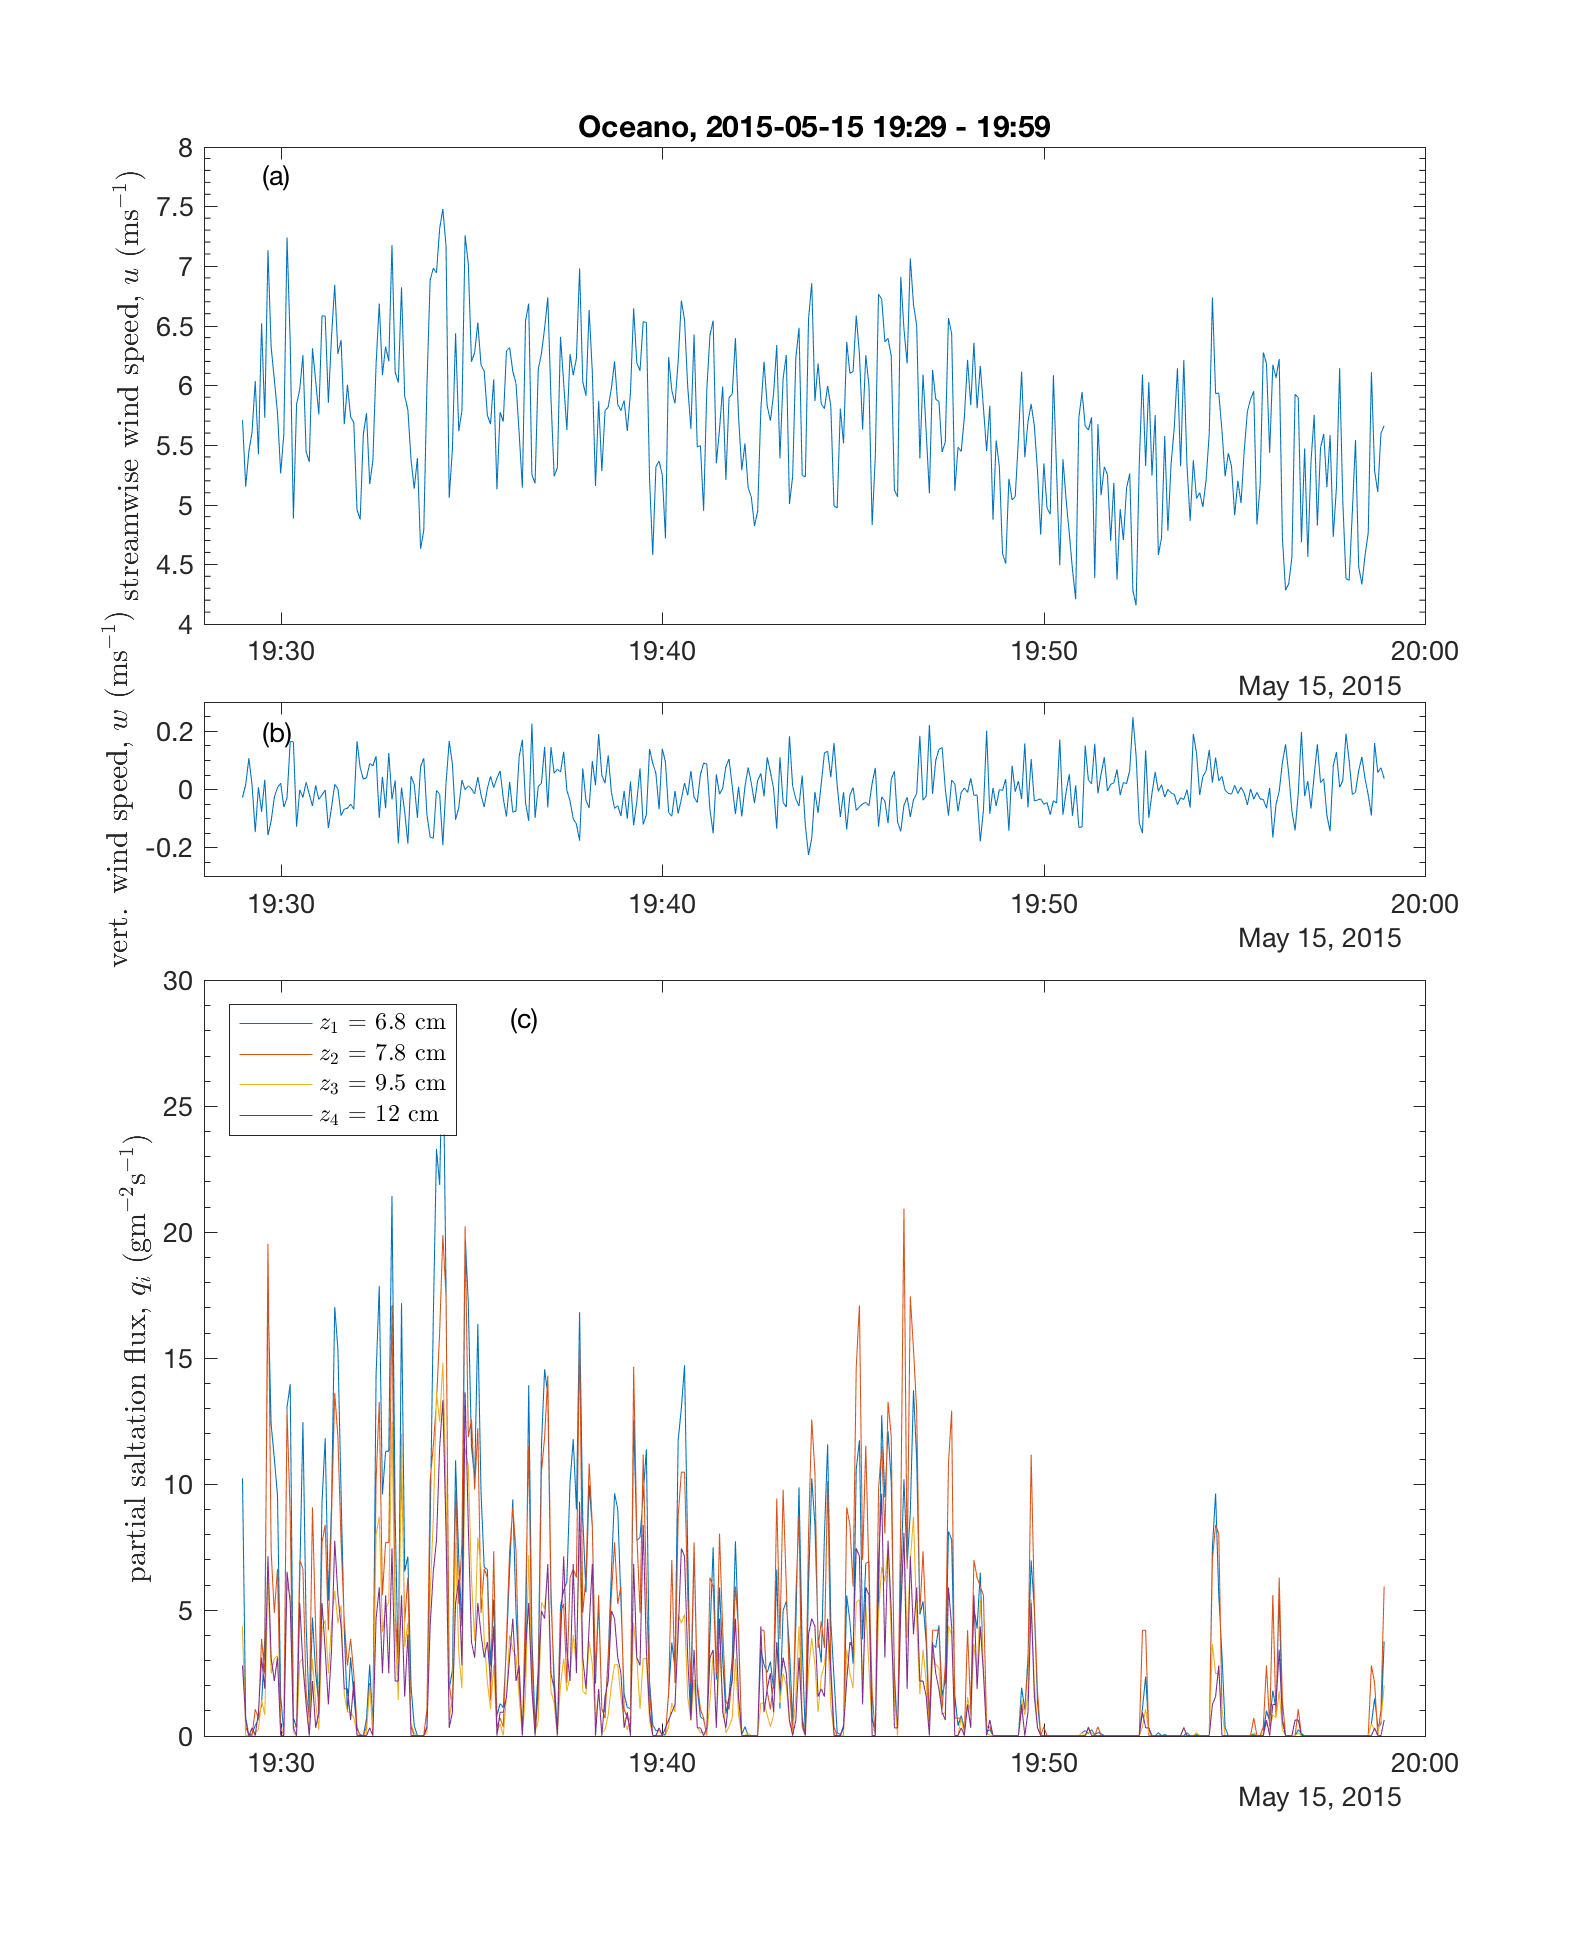 Oceano, 2015-05-15 19:29 - 19:59
(a)
streamwise wind speed, u (ms⁻¹)
8
7.5
7
6.5
6
5.5
5
4.5
4
19:30 19:40 19:50 20:00
May 15, 2015
(b)
vert. wind speed, w (ms⁻¹)
0.2
0
-0.2
19:30 19:40 19:50 20:00
May 15, 2015
(c)
partial saltation flux, qᵢ (gm⁻²s⁻¹)
30
25
20
15
10
5
0
z₁ = 6.8 cm
z₂ = 7.8 cm
z₃ = 9.5 cm
z₄ = 12 cm
19:30 19:40 19:50 20:00
May 15, 2015